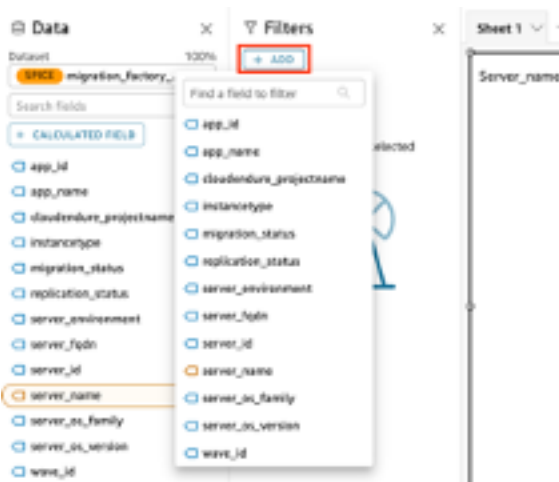 Data
Dataset 100%
SPICE migration_factory_..
Search fields
+ CALCULATED FIELD
app_id
app_name
cloudendure_projectname
instancetype
migration_status
replication_status
server_environment
server_fqdn
server_id
server_name
server_os_family
server_os_version
wave_id
Filters
+ ADD
Find a field to filter
app_id
app_name
cloudendure_projectname
instancetype
migration_status
replication_status
server_environment
server_fqdn
server_id
server_name
server_os_family
server_os_version
wave_id
Sheet 1
Server_name